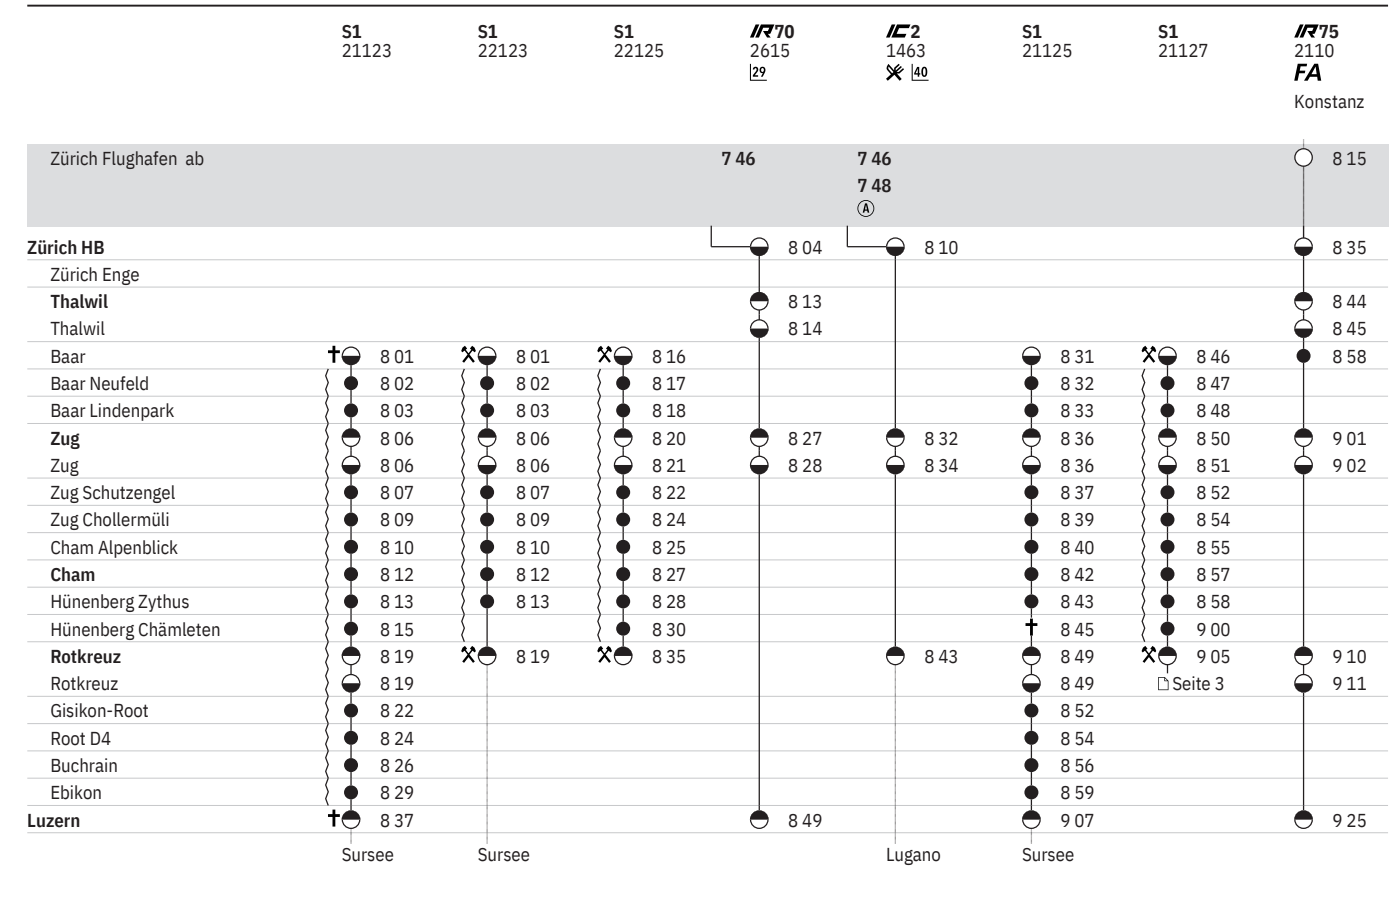 S1 S1 S1 IR70 IC2 S1 S1 IR75
21123 22123 22125 2615 1463 21125 21127 2110
29 40 FA
Konstanz
Zürich Flughafen ab 7 46 7 46 8 15
7 48
A
Zürich HB 8 04 8 10 8 35
Zürich Enge
Thalwil 8 13 8 44
Thalwil 8 14 8 45
Baar 8 01 8 01 8 16 8 31 8 46 8 58
Baar Neufeld 8 02 8 02 8 17 8 32 8 47
Baar Lindenpark 8 03 8 03 8 18 8 33 8 48
Zug 8 06 8 06 8 20 8 27 8 32 8 36 8 50 9 01
Zug 8 06 8 06 8 21 8 28 8 34 8 36 8 51 9 02
Zug Schutzengel 8 07 8 07 8 22 8 37 8 52
Zug Chollermüli 8 09 8 09 8 24 8 39 8 54
Cham Alpenblick 8 10 8 10 8 25 8 40 8 55
Cham 8 12 8 12 8 27 8 42 8 57
Hünenberg Zythus 8 13 8 13 8 28 8 43 8 58
Hünenberg Chämleten 8 15 8 30 8 45 9 00
Rotkreuz 8 19 8 19 8 35 8 43 8 49 9 05 9 10
Rotkreuz 8 19 8 49 Seite 3 9 11
Gisikon-Root 8 22 8 52
Root D4 8 24 8 54
Buchrain 8 26 8 56
Ebikon 8 29 8 59
Luzern 8 37 8 49 9 07 9 25
Sursee Sursee Lugano Sursee